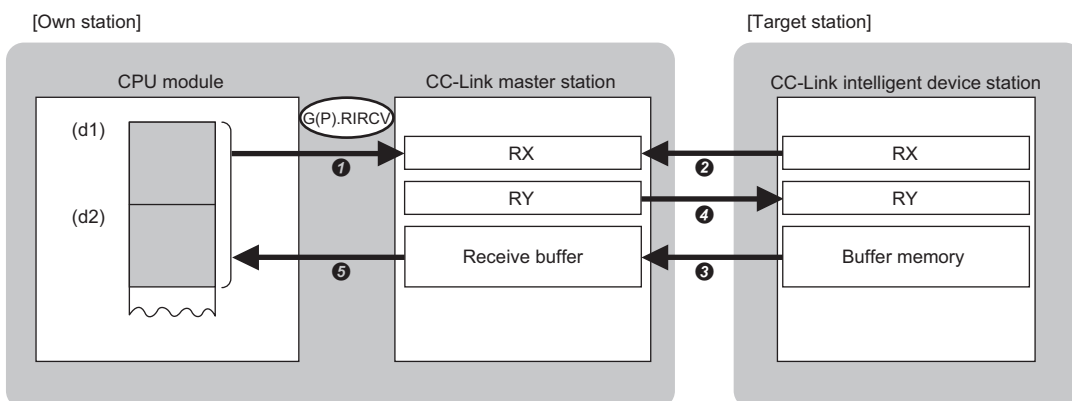 [Own station]
[Target station]
CPU module
CC-Link master station
CC-Link intelligent device station
(d1)
G(P).RIRCV
RX
RX
❶
❷
(d2)
RY
RY
❹
Receive buffer
Buffer memory
❺
❸